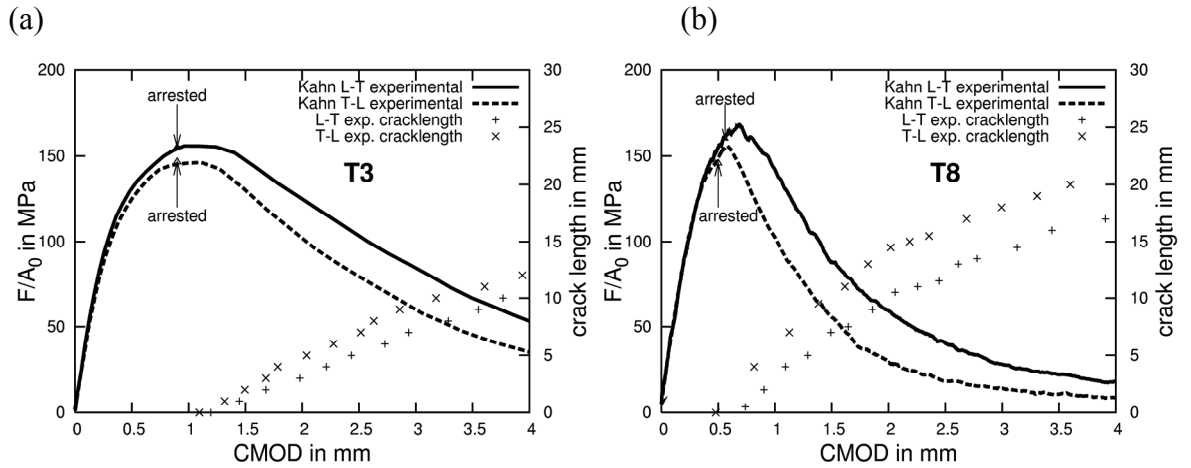 (a)
(b)
200
150
100
50
0
F/A0 in MPa
30
25
20
15
10
5
0
crack length in mm
0
0.5
1
1.5
2
2.5
3
3.5
4
CMOD in mm
Kahn L-T experimental
Kahn T-L experimental
L-T exp. cracklength
T-L exp. cracklength
arrested
arrested
T3
200
150
100
50
0
F/A0 in MPa
30
25
20
15
10
5
0
crack length in mm
0
0.5
1
1.5
2
2.5
3
3.5
4
CMOD in mm
Kahn L-T experimental
Kahn T-L experimental
L-T exp. cracklength
T-L exp. cracklength
arrested
arrested
T8